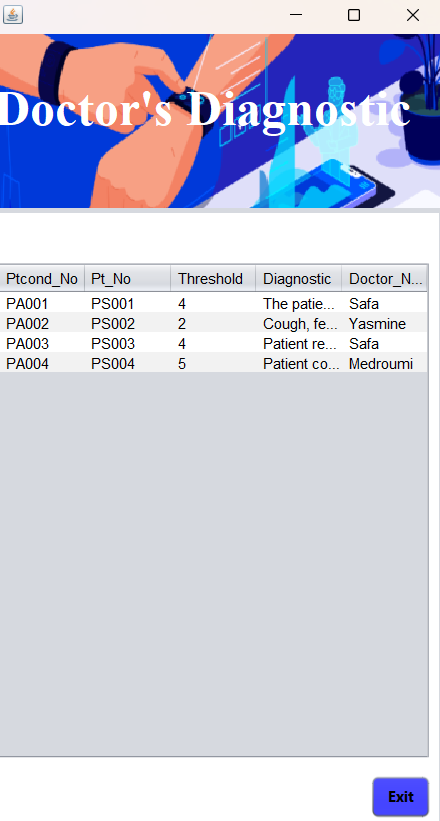 Doctor's Diagnostic
Ptcond_No Pt_No Threshold Diagnostic Doctor_N...
PA001 PS001 4 The patie... Safa
PA002 PS002 2 Cough, fe... Yasmine
PA003 PS003 4 Patient re... Safa
PA004 PS004 5 Patient co... Medroumi
Exit